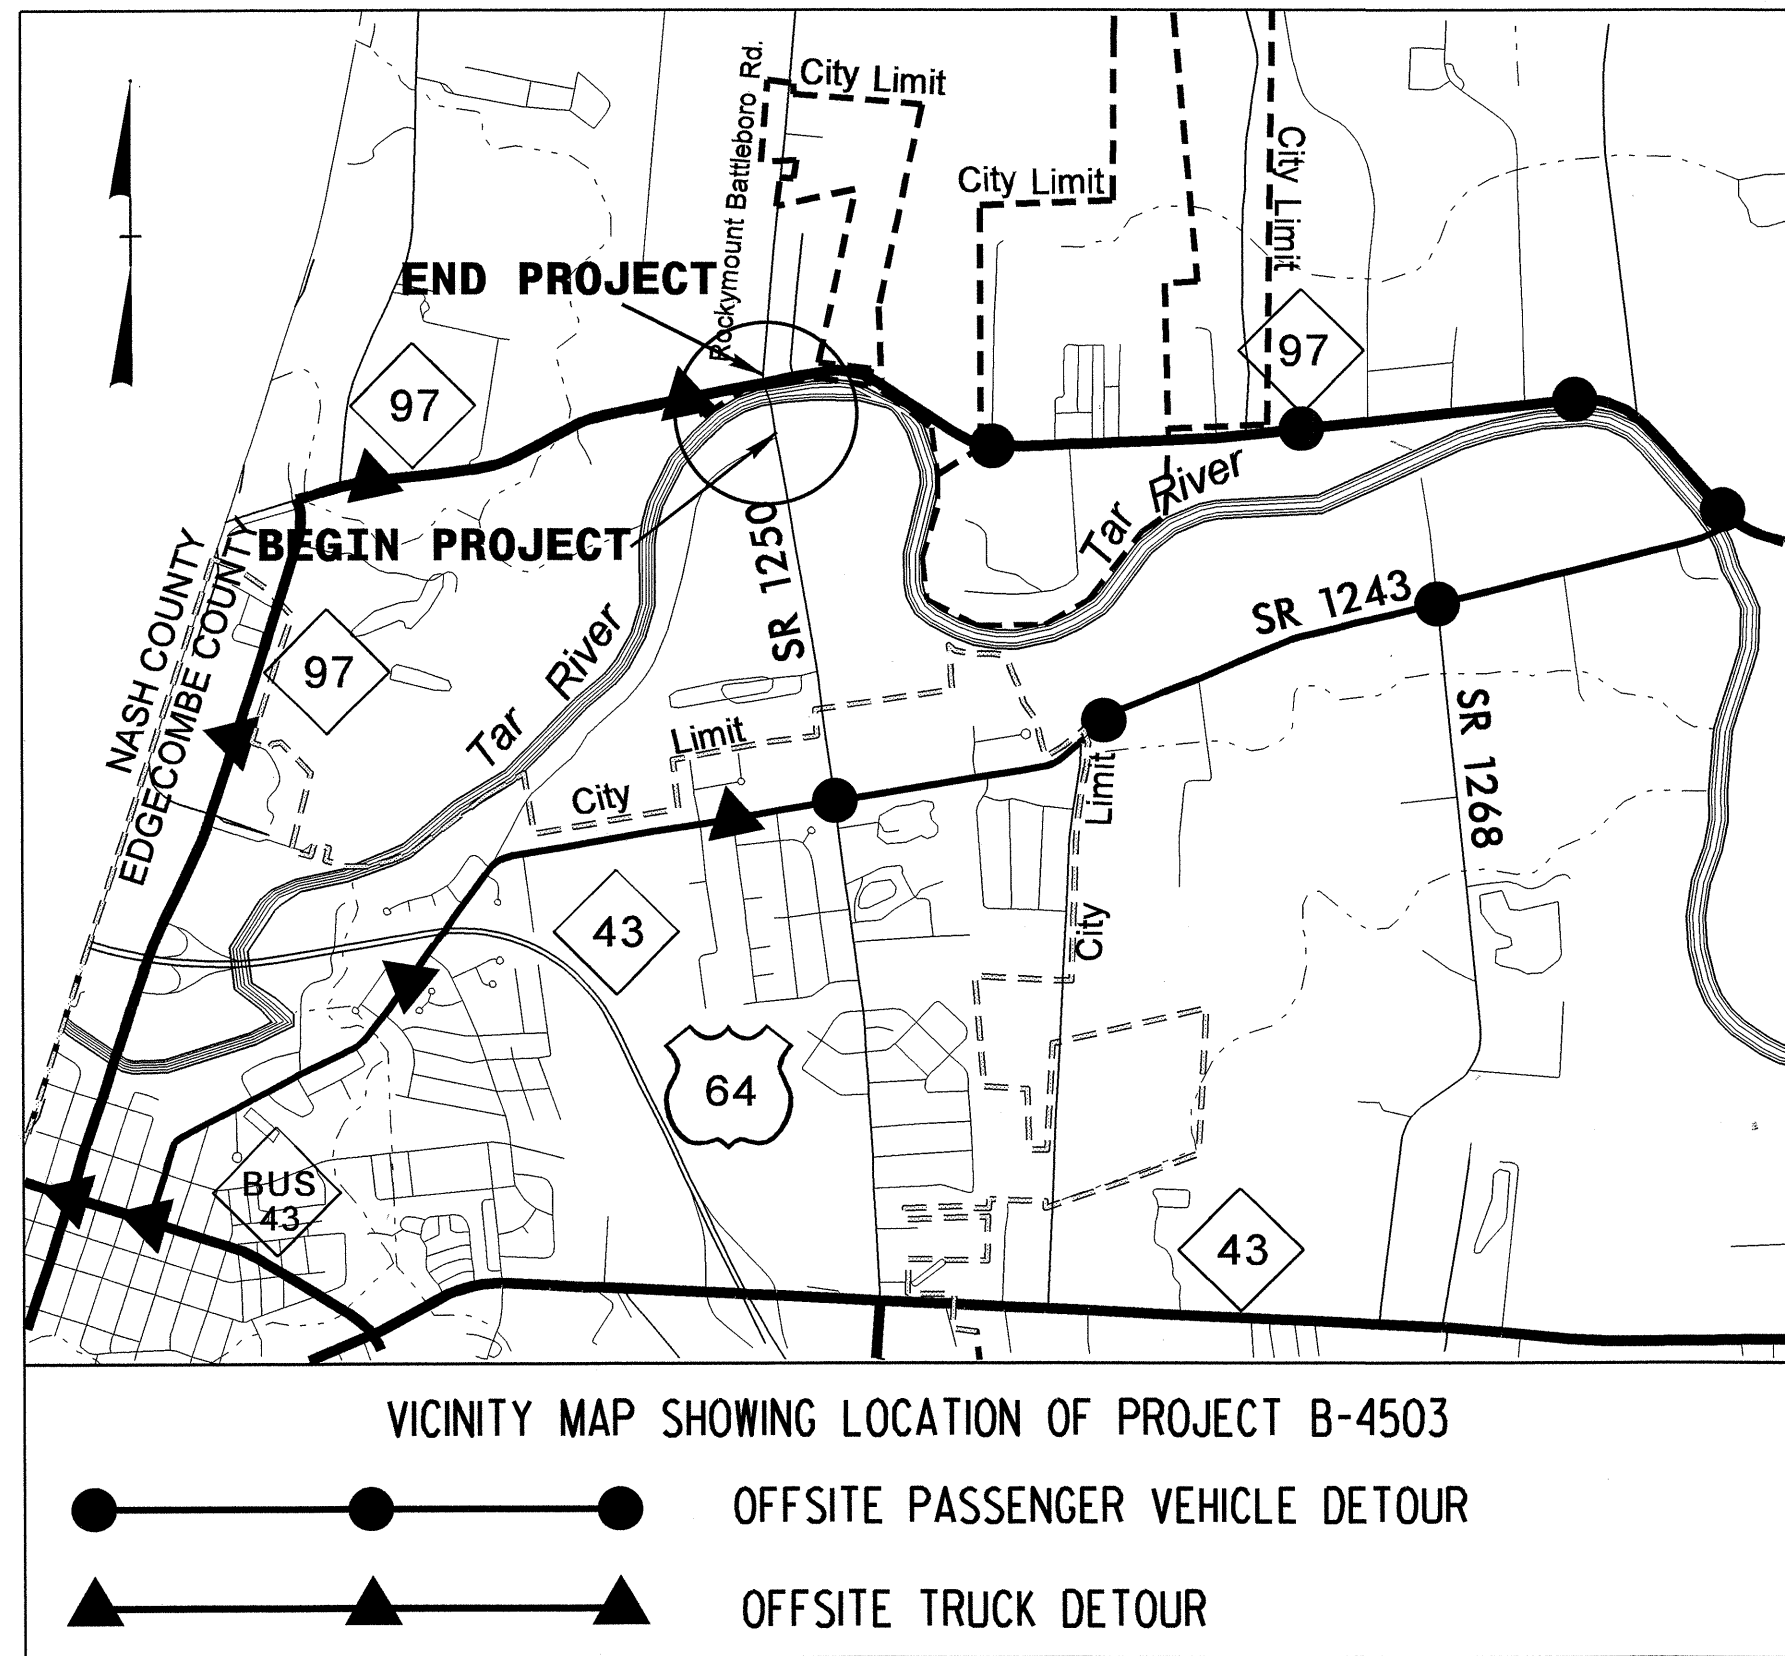 City Limit
Rockymount Battleboro Rd.
City Limit
City Limit
END PROJECT
97
97
BEGIN PROJECT
SR 1250
Tar River
NASH COUNTY
EDGECOMBE COUNTY
97
Tar River
SR 1243
SR 1268
City Limit
City Limit
43
64
BUS
43
43
VICINITY MAP SHOWING LOCATION OF PROJECT B-4503
OFFSITE PASSENGER VEHICLE DETOUR
OFFSITE TRUCK DETOUR